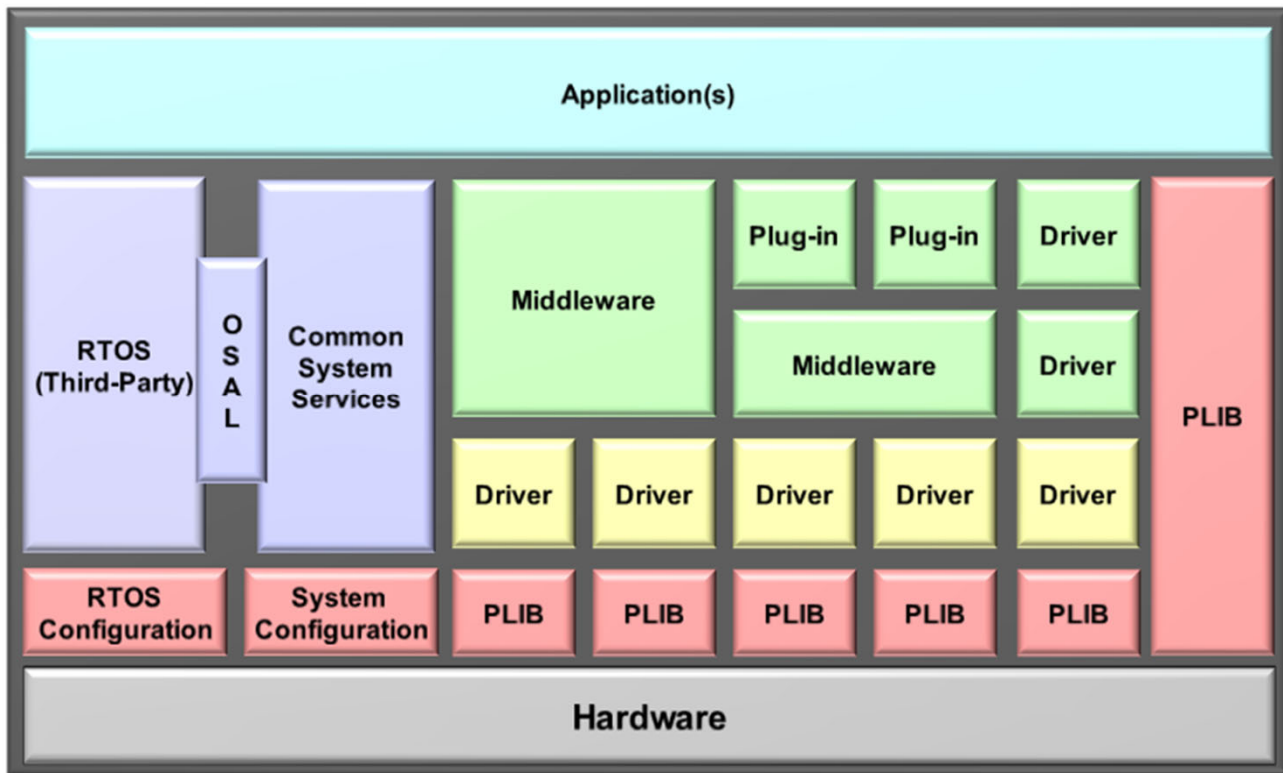 Application(s)
RTOS
(Third-Party)
O
S
A
L
Common
System
Services
Middleware
Plug-in
Plug-in
Driver
Middleware
Driver
PLIB
Driver
Driver
Driver
Driver
Driver
RTOS
Configuration
System
Configuration
PLIB
PLIB
PLIB
PLIB
PLIB
Hardware